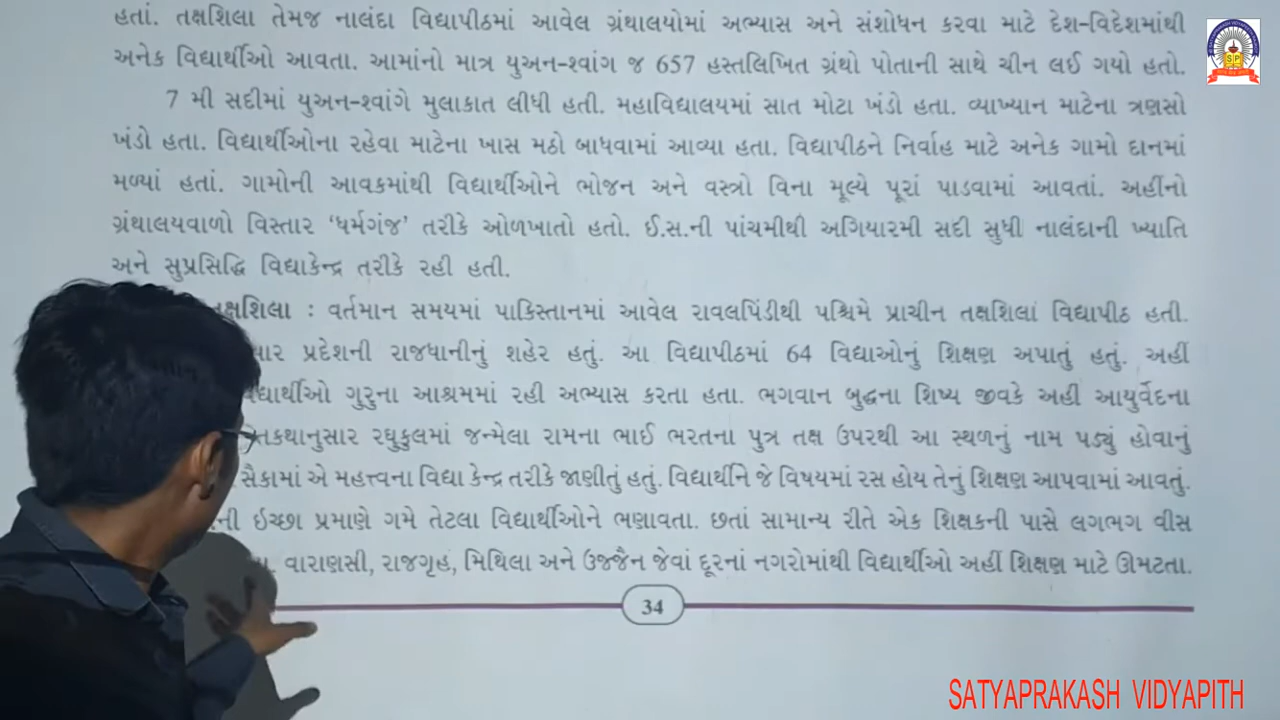 હતાં. તક્ષશિલા તેમજ નાલંદા વિદ્યાપીઠમાં આવેલ ગ્રંથાલયોમાં અભ્યાસ અને સંશોધન કરવા માટે દેશ-વિદેશમાંથી
અનેક વિદ્યાર્થીઓ આવતા. આમાંનો માત્ર યુઅન-શ્વાંગ જ 657 હસ્તલિખિત ગ્રંથો પોતાની સાથે ચીન લઈ ગયો હતો.
7 મી સદીમાં યુઅન-શ્વાંગે મુલાકાત લીધી હતી. મહાવિદ્યાલયમાં સાત મોટા ખંડો હતા. વ્યાખ્યાન માટેના ત્રણસો
ખંડો હતા. વિદ્યાર્થીઓના રહેવા માટેના ખાસ મઠો બાધવામાં આવ્યા હતા. વિદ્યાપીઠને નિર્વાહ માટે અનેક ગામો દાનમાં
મળ્યાં હતાં. ગામોની આવકમાંથી વિદ્યાર્થીઓને ભોજન અને વસ્ત્રો વિના મૂલ્યે પૂરાં પાડવામાં આવતાં. અહીંનો
ગ્રંથાલયવાળો વિસ્તાર ‘ધર્મગંજ’ તરીકે ઓળખાતો હતો. ઈ.સ.ની પાંચમીથી અગિયારમી સદી સુધી નાલંદાની ખ્યાતિ
અને સુપ્રસિદ્ધિ વિદ્યાકેન્દ્ર તરીકે રહી હતી.
તક્ષશિલા : વર્તમાન સમયમાં પાકિસ્તાનમાં આવેલ રાવલપિંડીથી પશ્ચિમે પ્રાચીન તક્ષશિલા વિદ્યાપીઠ હતી.
પ્રદેશની રાજધાનીનું શહેર હતું. આ વિદ્યાપીઠમાં 64 વિદ્યાઓનું શિક્ષણ અપાતું હતું. અહીં
વિદ્યાર્થીઓ ગુરુના આશ્રમમાં રહી અભ્યાસ કરતા હતા. ભગવાન બુદ્ધના શિષ્ય જીવકે અહીં આયુર્વેદના
રઘુકુલમાં જન્મેલા રામના ભાઈ ભરતના પુત્ર તક્ષ ઉપરથી આ સ્થળનું નામ પડ્યું હોવાનું
સૈકામાં એ મહત્ત્વના વિદ્યા કેન્દ્ર તરીકે જાણીતું હતું. વિદ્યાર્થીને જે વિષયમાં રસ હોય તેનું શિક્ષણ આપવામાં આવતું.
ઇચ્છા પ્રમાણે ગમે તેટલા વિદ્યાર્થીઓને ભણાવતા. છતાં સામાન્ય રીતે એક શિક્ષકની પાસે લગભગ વીસ
વારાણસી, રાજગૃહ, મિથિલા અને ઉજ્જૈન જેવાં દૂરનાં નગરોમાંથી વિદ્યાર્થીઓ અહીં શિક્ષણ માટે ઊમટતા.
34
SATYAPRAKASH VIDYAPITH